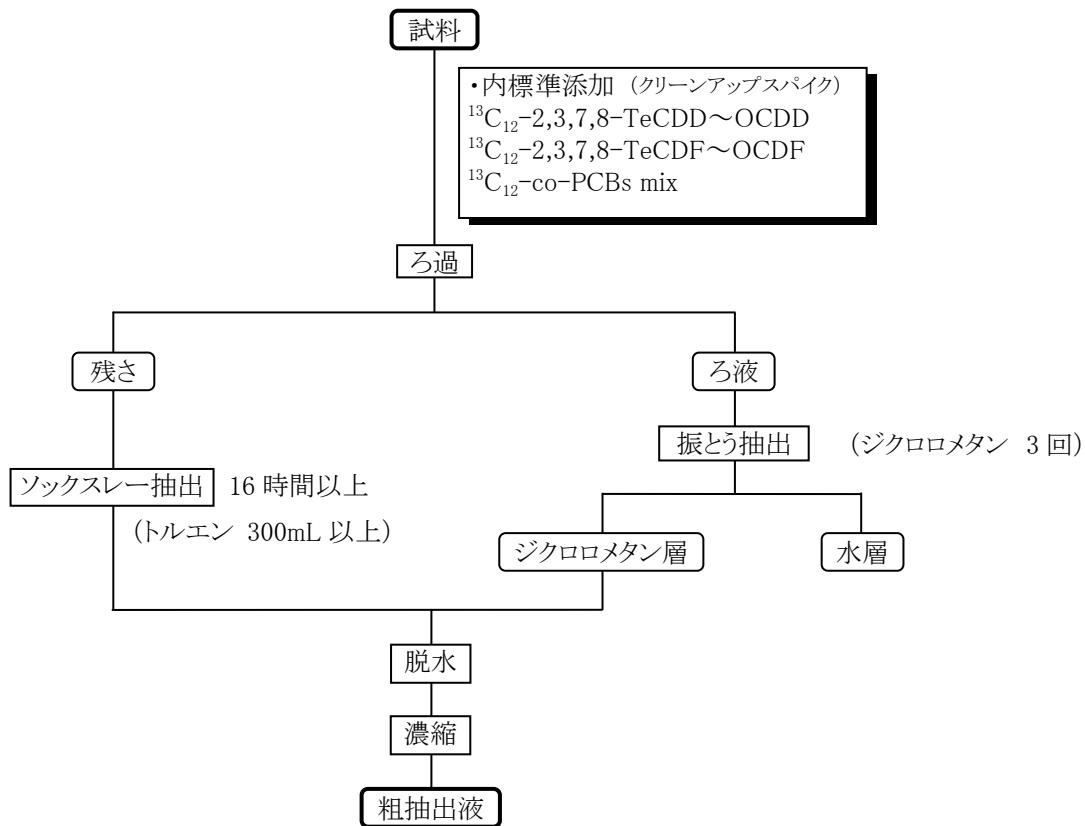 試料
・内標準添加 (クリーンアップスパイク)
¹³C₁₂-2,3,7,8-TeCDD～OCDD
¹³C₁₂-2,3,7,8-TeCDF～OCDF
¹³C₁₂-co-PCBs mix
ろ過
残さ
ろ液
振とう抽出 (ジクロロメタン 3 回)
ソックスレー抽出 16 時間以上
(トルエン 300mL 以上)
ジクロロメタン層
水層
脱水
濃縮
粗抽出液